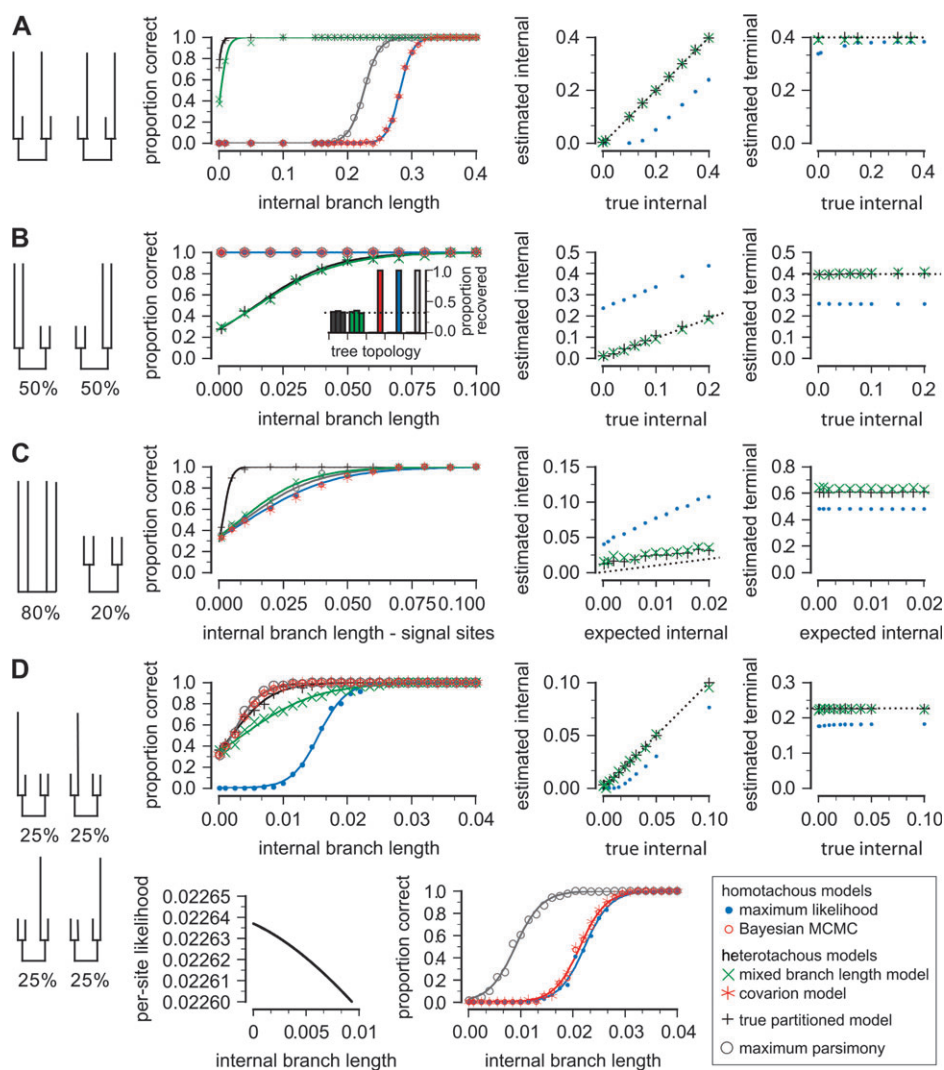 A
proportion correct
1.0
0.8
0.6
0.4
0.2
0.0
0.0 0.1 0.2 0.3 0.4
internal branch length
estimated internal
0.4
0.2
0.0
0.0 0.1 0.2 0.3 0.4
true internal
estimated terminal
0.4
0.2
0.0
0.0 0.1 0.2 0.3 0.4
true internal
B
50% 50%
proportion correct
1.0
0.8
0.6
0.4
0.2
0.0
0.000 0.025 0.050 0.075 0.100
internal branch length
1.0
0.5
0.0
proportion
recovered
tree topology
estimated internal
0.5
0.4
0.3
0.2
0.1
0.0
0.0 0.1 0.2
true internal
estimated terminal
0.5
0.4
0.3
0.2
0.1
0.0
0.0 0.1 0.2
true internal
C
80% 20%
proportion correct
1.0
0.8
0.6
0.4
0.2
0.0
0.000 0.025 0.050 0.075 0.100
internal branch length - signal sites
estimated internal
0.15
0.10
0.05
0.00
0.00 0.01 0.02
expected internal
estimated terminal
0.8
0.6
0.4
0.2
0.0
0.00 0.01 0.02
expected internal
D
25% 25%
25% 25%
proportion correct
1.0
0.8
0.6
0.4
0.2
0.0
0.00 0.01 0.02 0.03 0.04
internal branch length
estimated internal
0.10
0.05
0.00
0.00 0.05 0.10
true internal
estimated terminal
0.3
0.2
0.1
0.0
0.00 0.05 0.10
true internal
per-site likelihood
0.02265
0.02264
0.02263
0.02262
0.02261
0.02260
0 0.005 0.01
internal branch length
proportion correct
1.0
0.8
0.6
0.4
0.2
0.0
0.00 0.01 0.02 0.03 0.04
internal branch length
homotachous models
maximum likelihood
Bayesian MCMC
heterotachous models
mixed branch length model
covarion model
true partitioned model
maximum parsimony